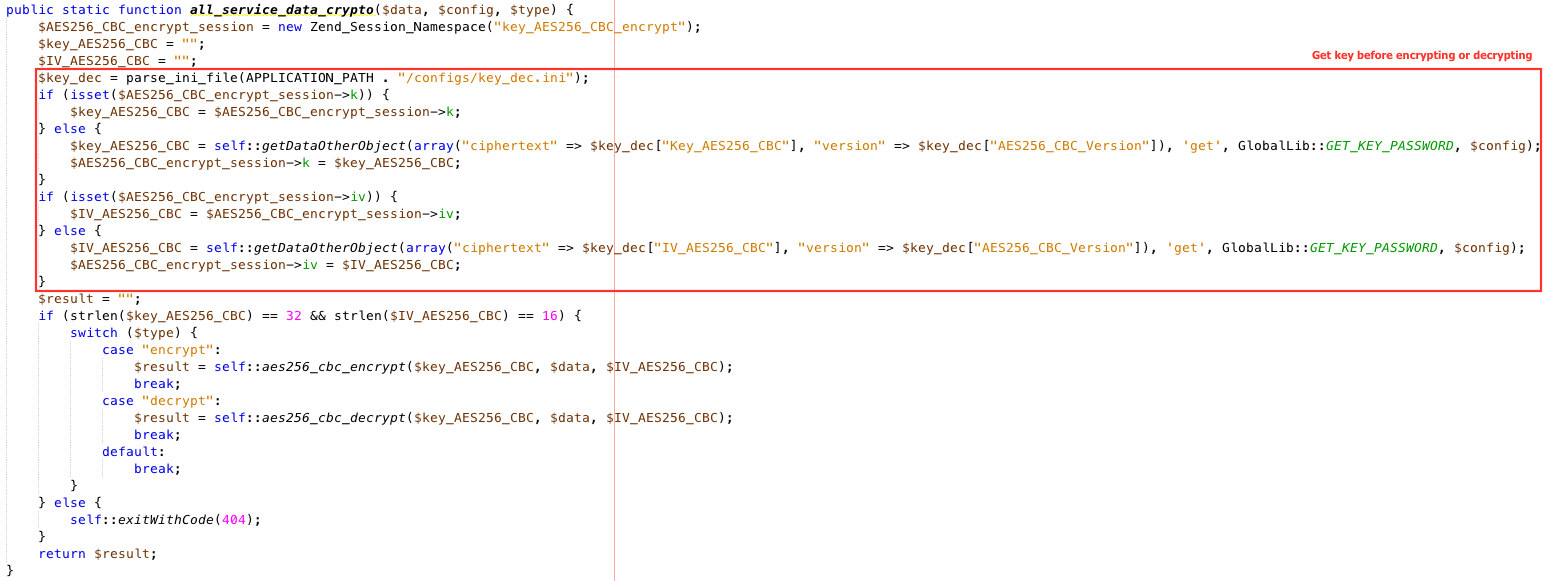 public static function all_service_data_crypto($data, $config, $type) {
    $AES256_CBC_encrypt_session = new Zend_Session_Namespace("key_AES256_CBC_encrypt");
    $key_AES256_CBC = "";
    $IV_AES256_CBC = "";
Get key before encrypting or decrypting
    $key_dec = parse_ini_file(APPLICATION_PATH . "/configs/key_dec.ini");
    if (isset($AES256_CBC_encrypt_session->k)) {
        $key_AES256_CBC = $AES256_CBC_encrypt_session->k;
    } else {
        $key_AES256_CBC = self::getDataOtherObject(array("ciphertext" => $key_dec["Key_AES256_CBC"], "version" => $key_dec["AES256_CBC_Version"]), 'get', GlobalLib::GET_KEY_PASSWORD, $config);
        $AES256_CBC_encrypt_session->k = $key_AES256_CBC;
    }
    if (isset($AES256_CBC_encrypt_session->iv)) {
        $IV_AES256_CBC = $AES256_CBC_encrypt_session->iv;
    } else {
        $IV_AES256_CBC = self::getDataOtherObject(array("ciphertext" => $key_dec["IV_AES256_CBC"], "version" => $key_dec["AES256_CBC_Version"]), 'get', GlobalLib::GET_KEY_PASSWORD, $config);
        $AES256_CBC_encrypt_session->iv = $IV_AES256_CBC;
    }
    $result = "";
    if (strlen($key_AES256_CBC) == 32 && strlen($IV_AES256_CBC) == 16) {
        switch ($type) {
            case "encrypt":
                $result = self::aes256_cbc_encrypt($key_AES256_CBC, $data, $IV_AES256_CBC);
                break;
            case "decrypt":
                $result = self::aes256_cbc_decrypt($key_AES256_CBC, $data, $IV_AES256_CBC);
                break;
            default:
                break;
        }
    } else {
        self::exitWithCode(404);
    }
    return $result;
}